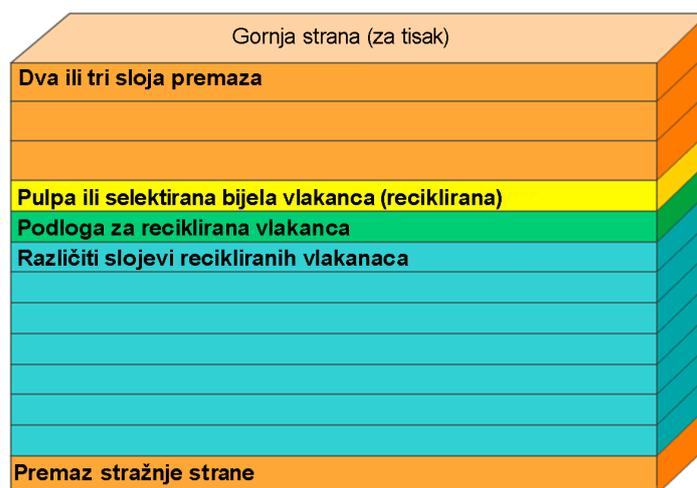 Gornja strana (za tisak)
Dva ili tri sloja premaza
Pulpa ili selektirana bijela vlakanca (reciklirana)
Podloga za reciklirana vlakanca
Različiti slojevi recikliranih vlakanaca
Premaz stražnje strane